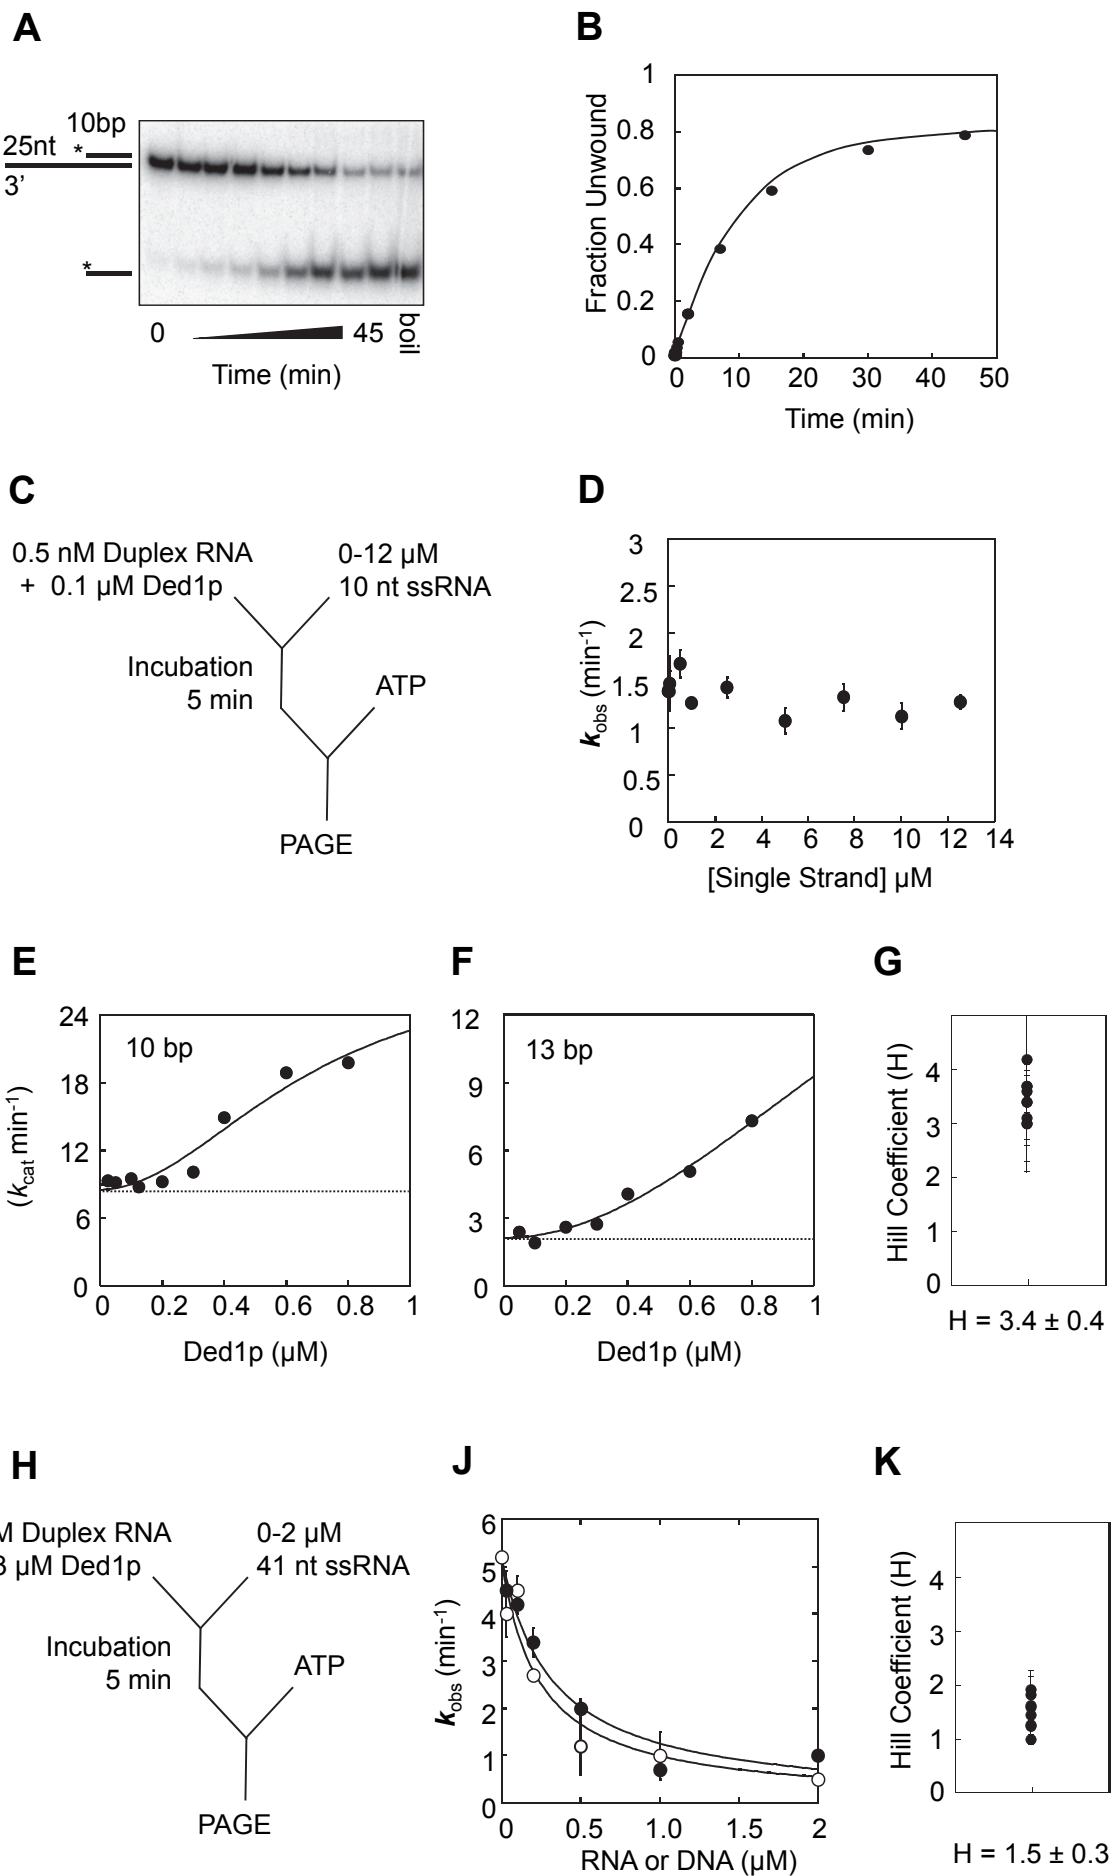 A
10bp
25nt
*
3'
*
0
45
boil
Time (min)
B
Fraction Unwound
1
0.8
0.6
0.4
0.2
0
0 10 20 30 40 50
Time (min)
C
0.5 nM Duplex RNA
+ 0.1 µM Ded1p
0-12 µM
10 nt ssRNA
Incubation
5 min
ATP
PAGE
D
kobs (min-1)
3
2.5
2
1.5
1
0.5
0
0 2 4 6 8 10 12 14
[Single Strand] µM
E
(kcat min-1)
24
18
12
6
0
10 bp
0 0.2 0.4 0.6 0.8 1
Ded1p (µM)
F
12
9
6
3
0
13 bp
0 0.2 0.4 0.6 0.8 1
Ded1p (µM)
G
Hill Coefficient (H)
4
3
2
1
0
H = 3.4 ± 0.4
H
M Duplex RNA
3 µM Ded1p
0-2 µM
41 nt ssRNA
Incubation
5 min
ATP
PAGE
J
kobs (min-1)
6
5
4
3
2
1
0
0 0.5 1.0 1.5 2
RNA or DNA (µM)
K
Hill Coefficient (H)
4
3
2
1
0
H = 1.5 ± 0.3